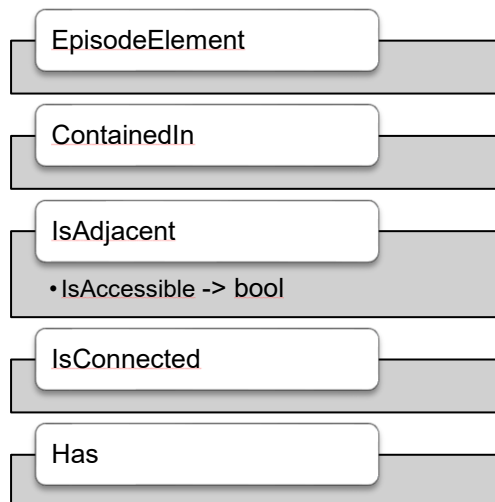 EpisodeElement
ContainedIn
IsAdjacent
• IsAccessible -> bool
IsConnected
Has